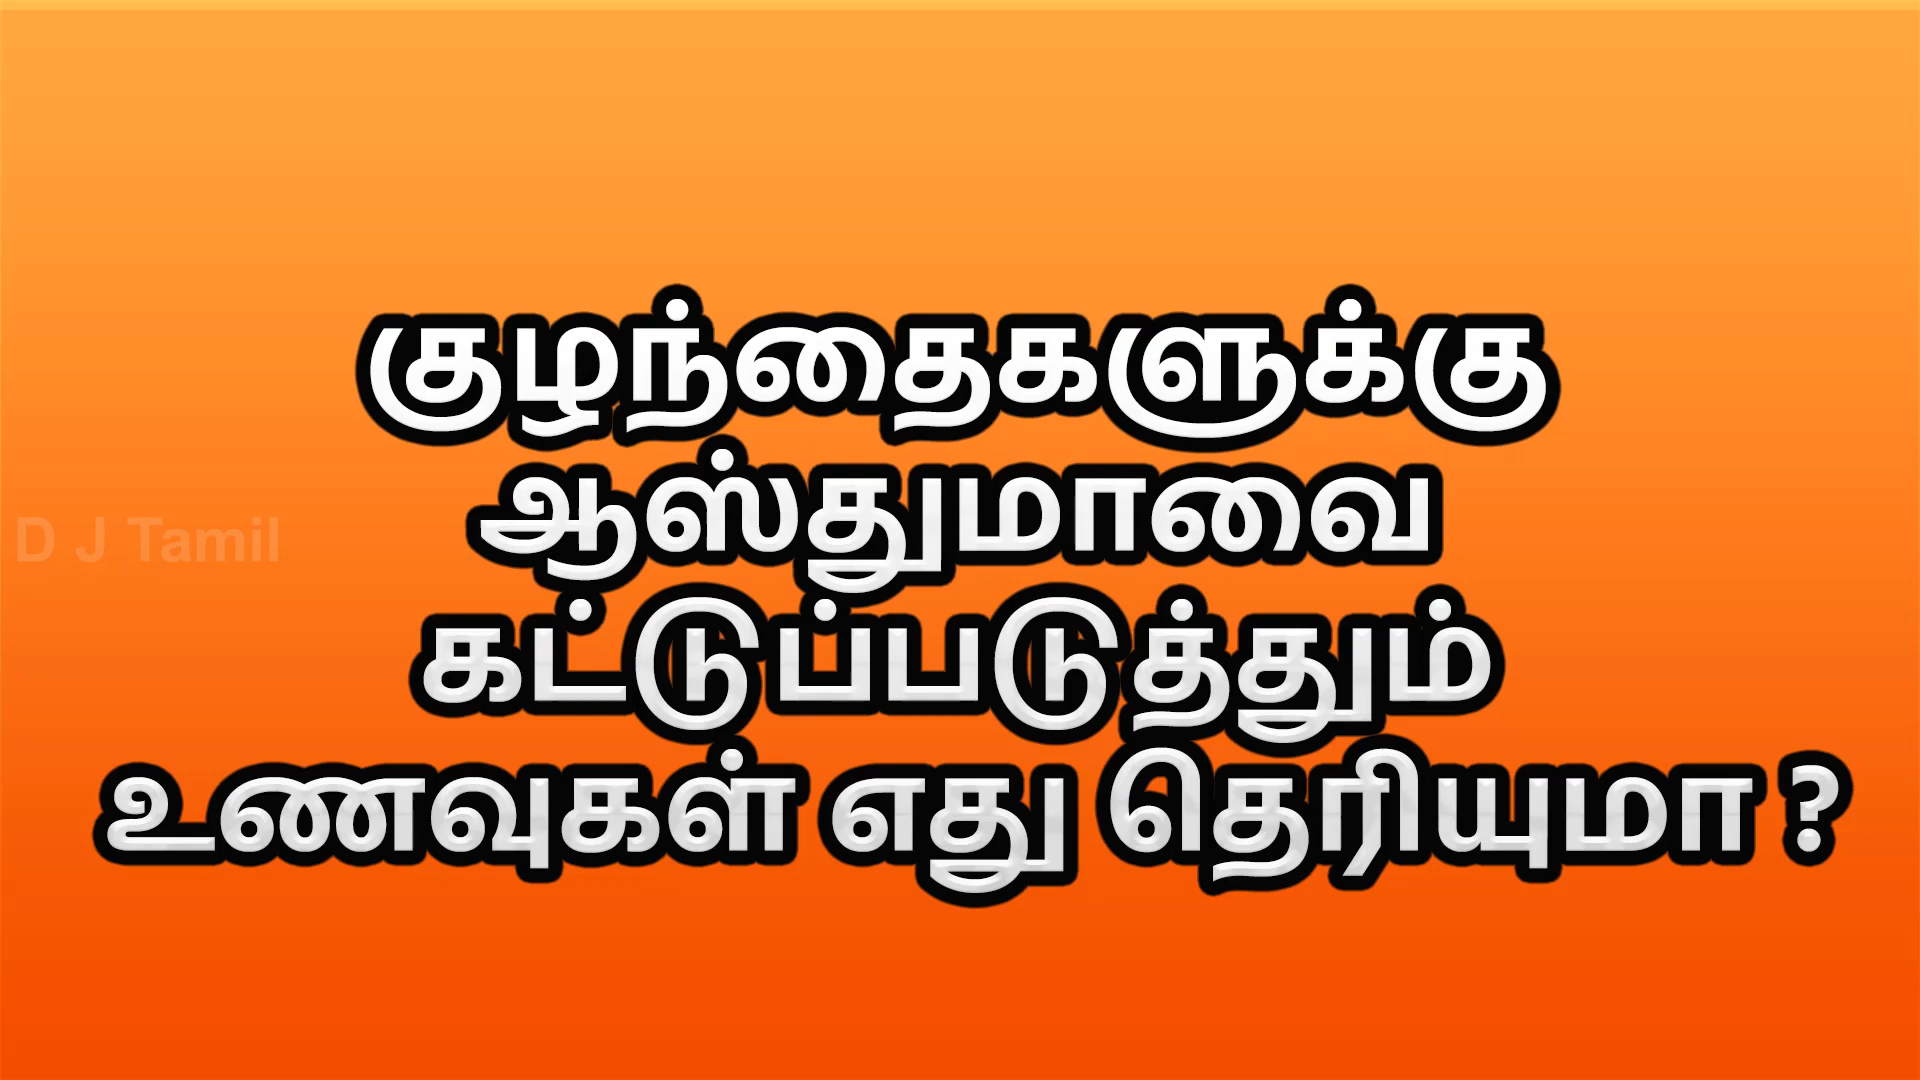 குழந்தைகளுக்கு
ஆஸ்துமாவை
D J Tamil
கட்டுப்படுத்தும்
உணவுகள் எது தெரியுமா ?